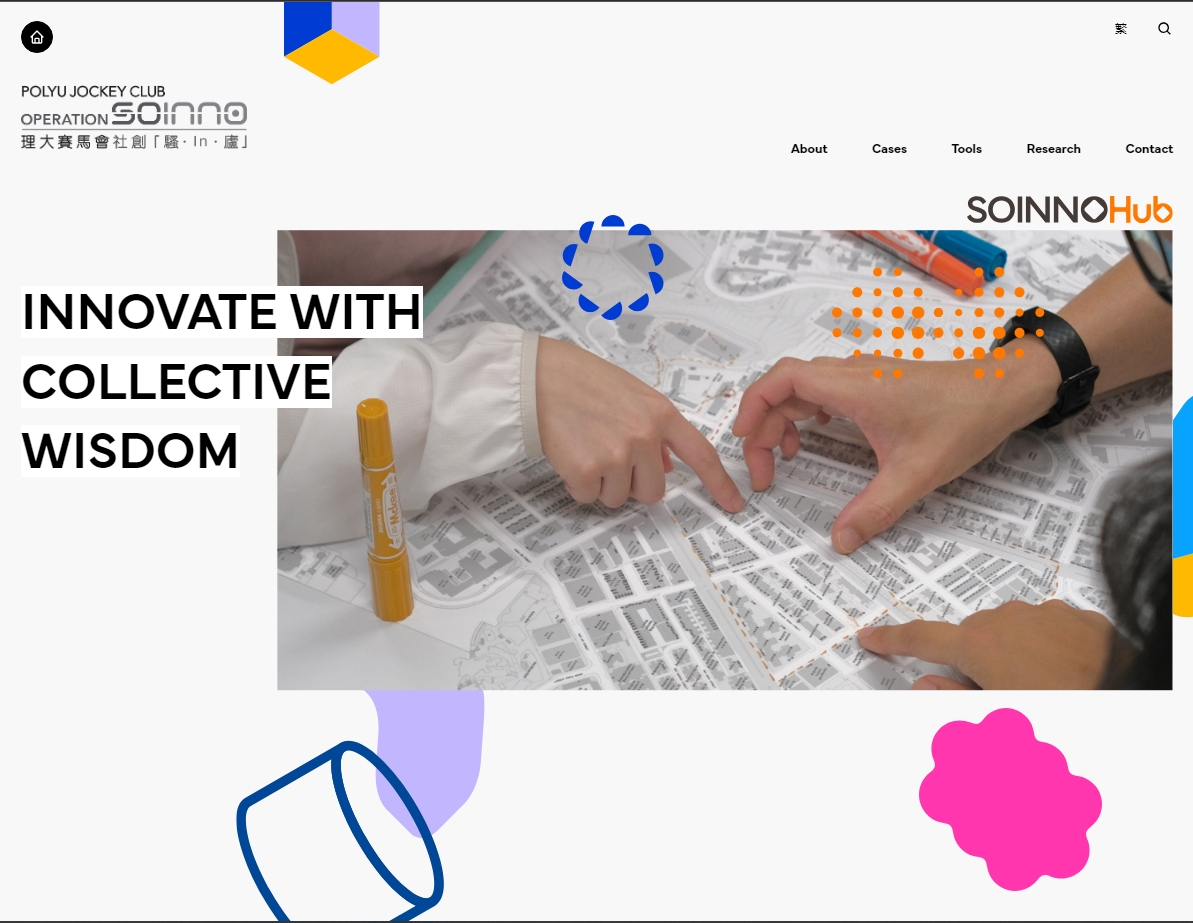 繁
POLYU JOCKEY CLUB
OPERATION SOINNO
理大賽馬會社創「騷·In·廬」
About Cases Tools Research Contact
SOINNOHub
INNOVATE WITH
COLLECTIVE
WISDOM